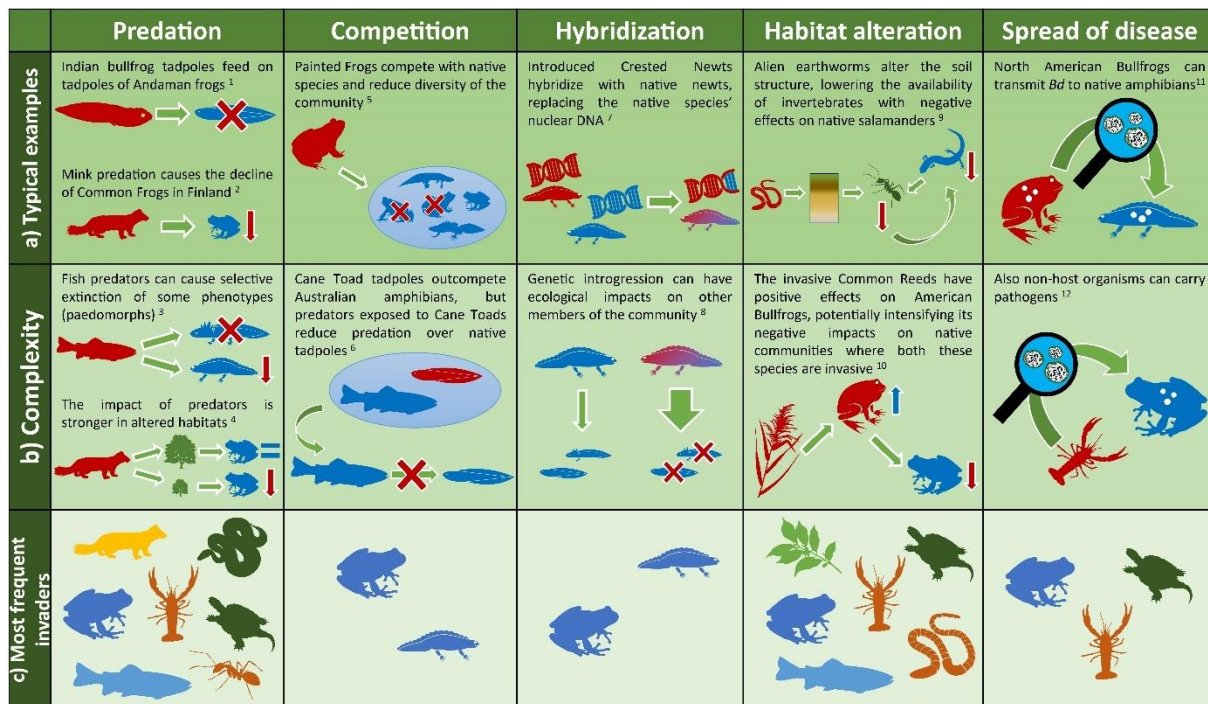 Predation
Competition
Hybridization
Habitat alteration
Spread of disease
a) Typical examples
Indian bullfrog tadpoles feed on
tadpoles of Andaman frogs 1
Mink predation causes the
decline of Common Frogs in Finland 2
Painted Frogs compete with native
species and reduce diversity of the
community 5
Introduced Crested Newts
hybridize with native newts,
replacing the native species'
nuclear DNA 7
Alien earthworms alter the soil
structure, lowering the availability
of invertebrates with negative
effects on native salamanders 9
North American Bullfrogs can
transmit Bd to native amphibians11
b) Complexity
Fish predators can cause selective
extinction of some phenotypes
(paedomorphs) 3
The impact of predators is
stronger in altered habitats 4
Cane Toad tadpoles outcompete
Australian amphibians, but
predators exposed to Cane Toads
reduce predation over native
tadpoles 6
Genetic introgression can have
ecological impacts on other
members of the community 8
The invasive Common Reeds have
positive effects on American
Bullfrogs, potentially intensifying its
negative impacts on native
communities where both these
species are invasive 10
Also non-host organisms can carry
pathogens 12
c) Most frequent
invaders